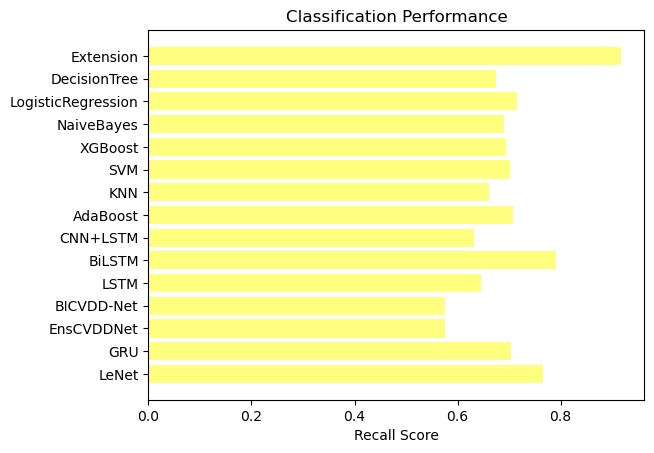 Classification Performance
Extension
DecisionTree
LogisticRegression
NaiveBayes
XGBoost
SVM
KNN
AdaBoost
CNN+LSTM
BiLSTM
LSTM
BICVDD-Net
EnsCVDDNet
GRU
LeNet
0.0 0.2 0.4 0.6 0.8
Recall Score